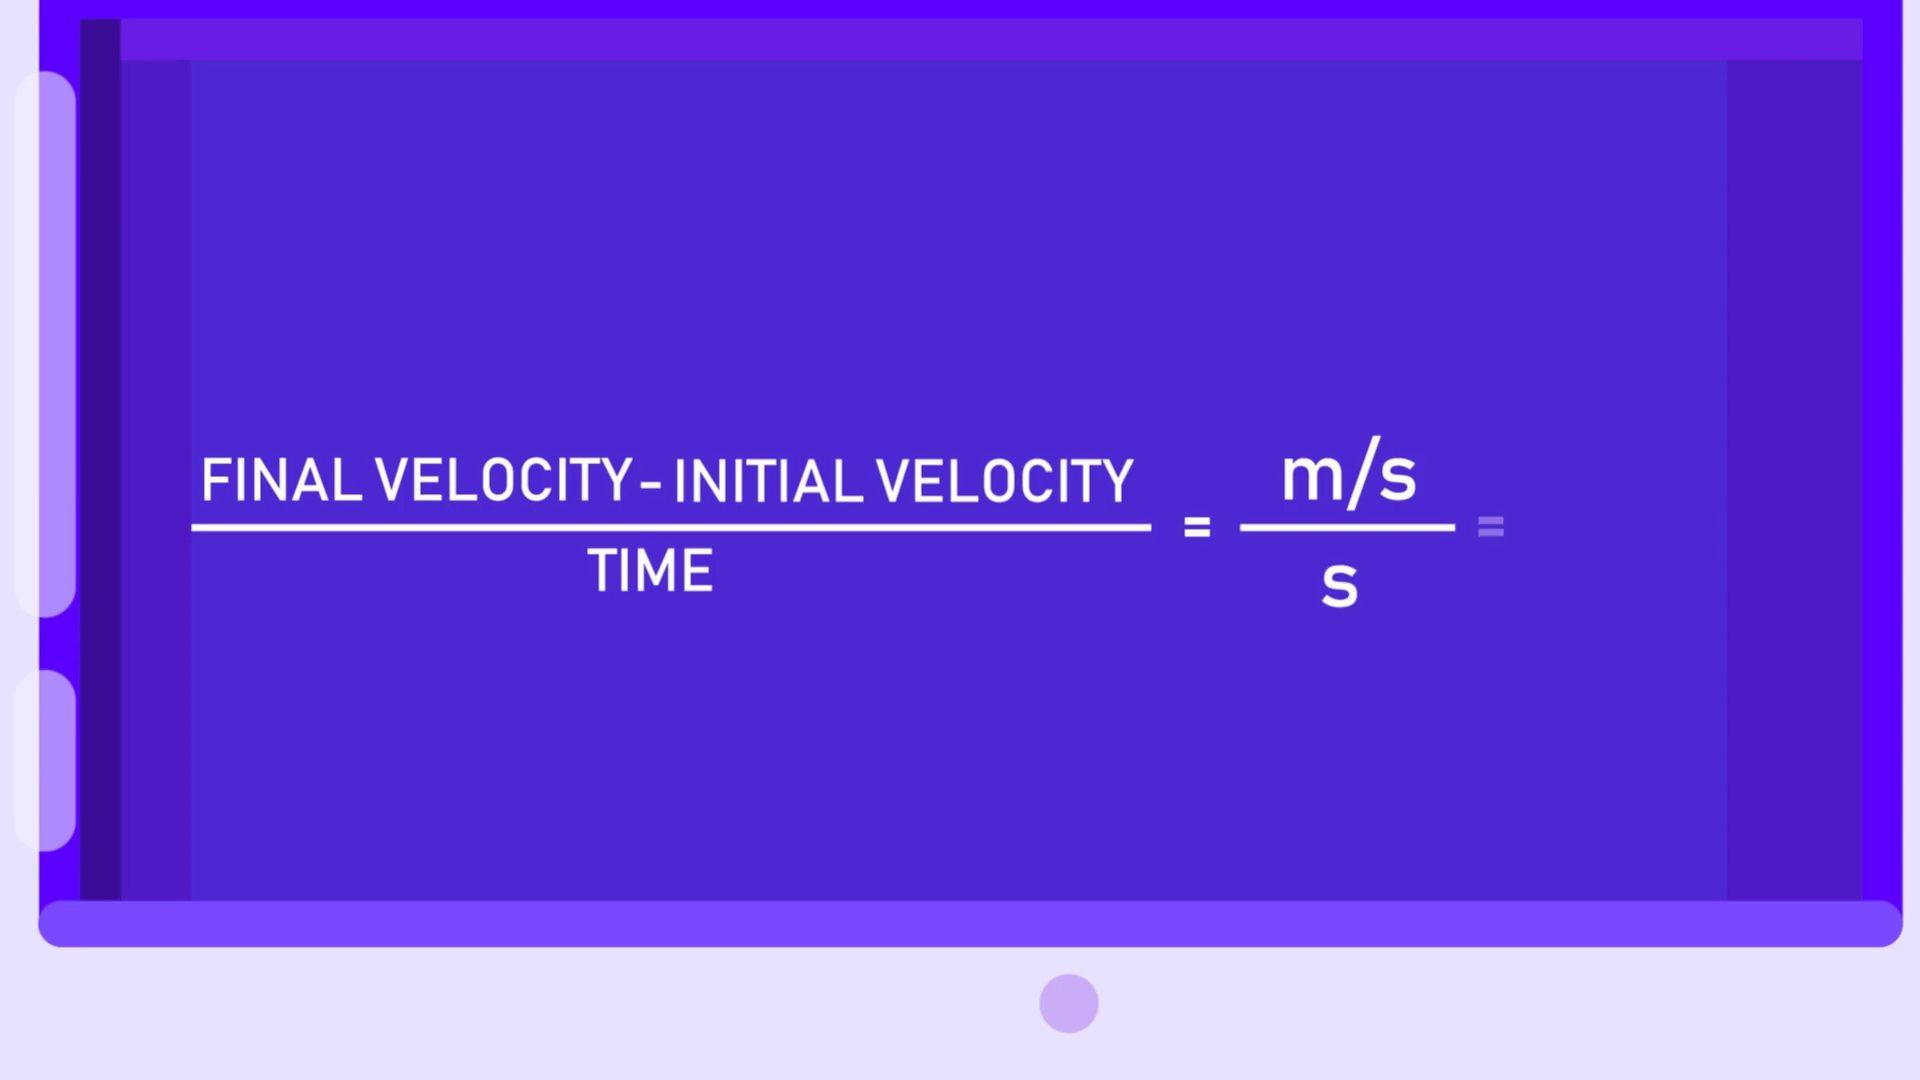 FINAL VELOCITY - INITIAL VELOCITY
TIME
=
m/s
s
=